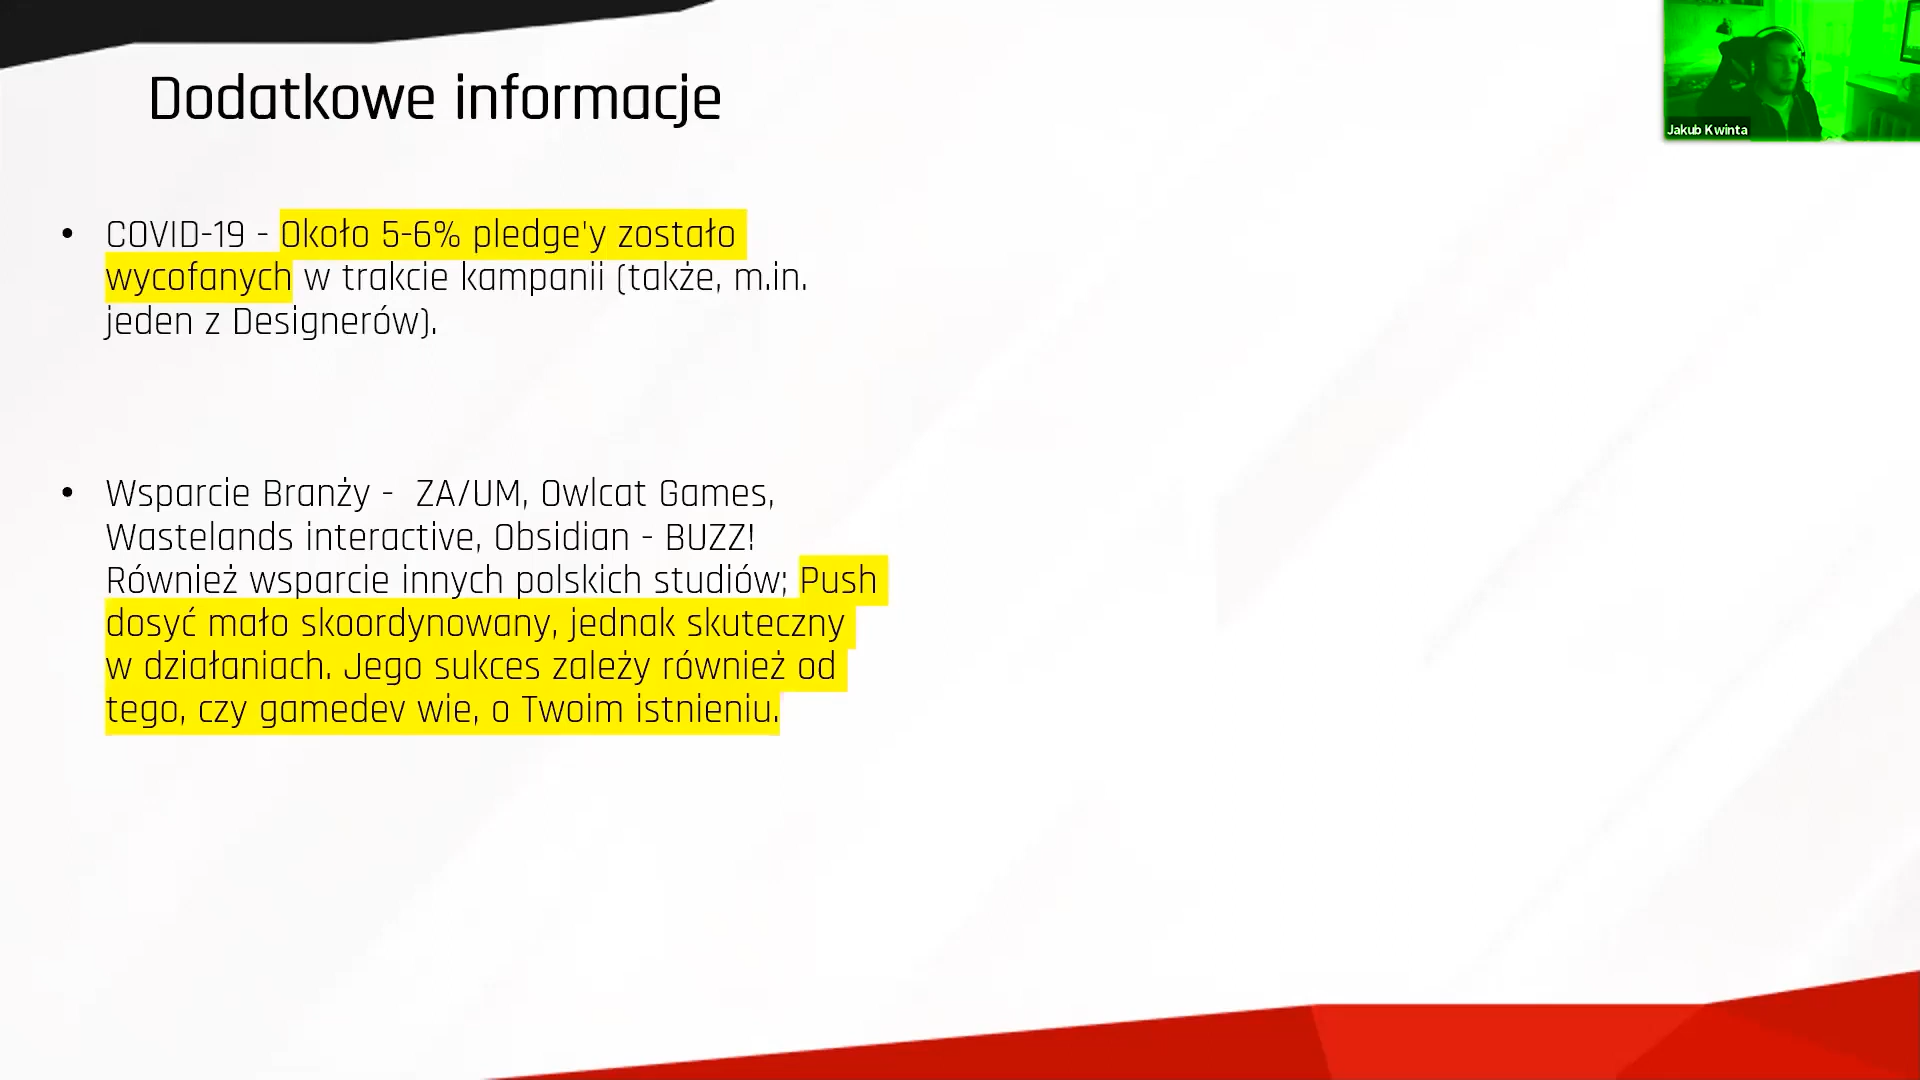 Dodatkowe informacje
Jakub Kwinta
• COVID-19 - Około 5-6% pledge'y zostało
wycofanych w trakcie kampanii (także, m.in.
jeden z Designerów).
• Wsparcie Branży - ZA/UM, Owlcat Games,
Wastelands interactive, Obsidian - BUZZ!
Również wsparcie innych polskich studiów; Push
dosyć mało skoordynowany, jednak skuteczny
w działaniach. Jego sukces zależy również od
tego, czy gamedev wie, o Twoim istnieniu.